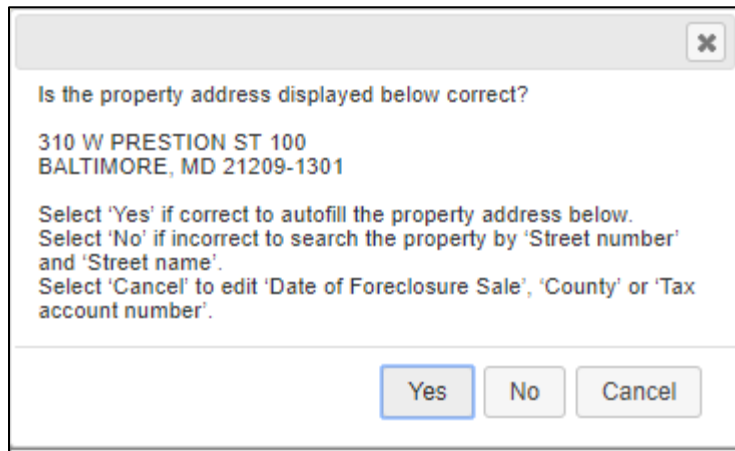 Is the property address displayed below correct?
310 W PRESTION ST 100
BALTIMORE, MD 21209-1301
Select ‘Yes’ if correct to autofill the property address below.
Select ‘No’ if incorrect to search the property by ‘Street number’
and ‘Street name’.
Select ‘Cancel’ to edit ‘Date of Foreclosure Sale’, ‘County’ or ‘Tax
account number’.
Yes No Cancel